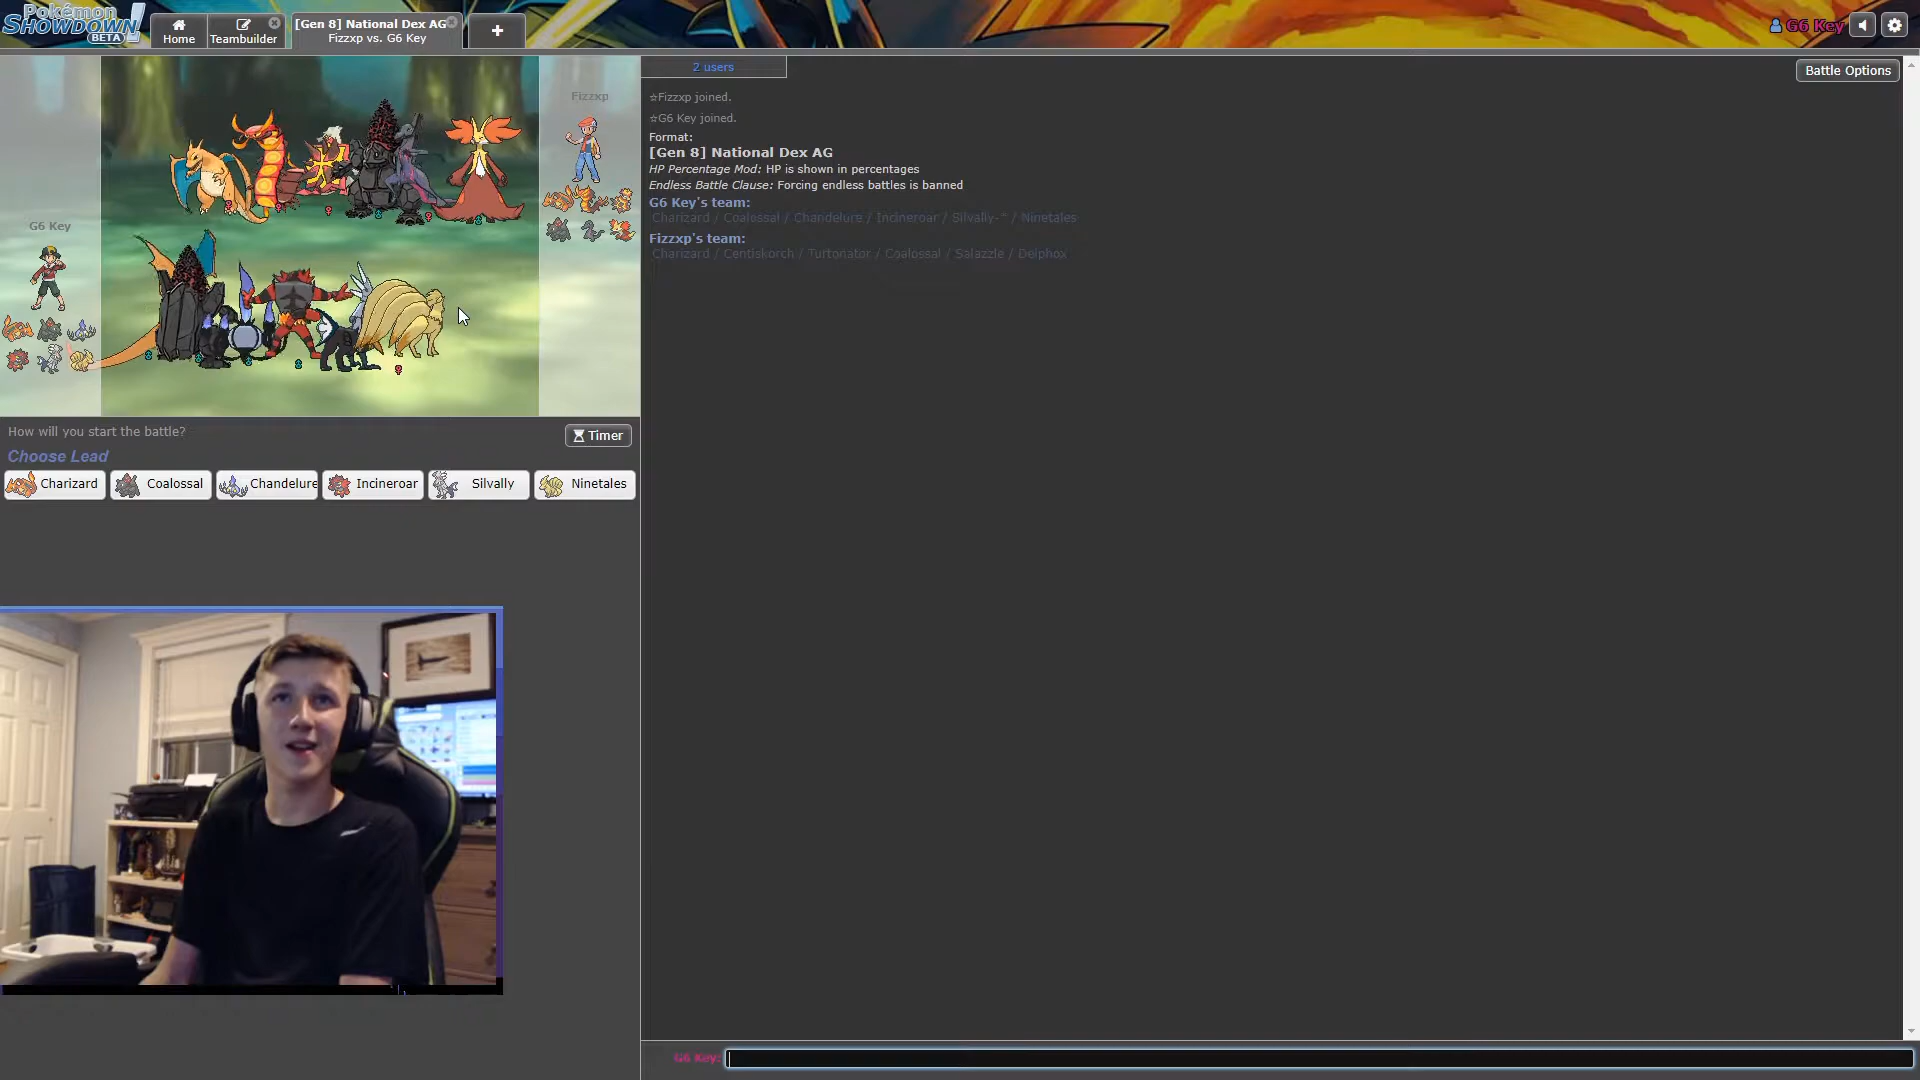 Pokémon
SHOWDOWN!
BETA
Home
Teambuilder
[Gen 8] National Dex AG
Fizzxp vs. G6 Key
+
G6 Key
2 users
Battle Options
Fizzxp
G6 Key
☆Fizzxp joined.
☆G6 Key joined.
Format:
[Gen 8] National Dex AG
HP Percentage Mod: HP is shown in percentages
Endless Battle Clause: Forcing endless battles is banned
G6 Key's team:
Charizard / Coalossal / Chandelure / Incineroar / Silvally-* / Ninetales
Fizzxp's team:
Charizard / Centiskorch / Turtonator / Coalossal / Salazzle / Delphox
How will you start the battle?
Timer
Choose Lead
Charizard
Coalossal
Chandelure
Incineroar
Silvally
Ninetales
G6 Key: